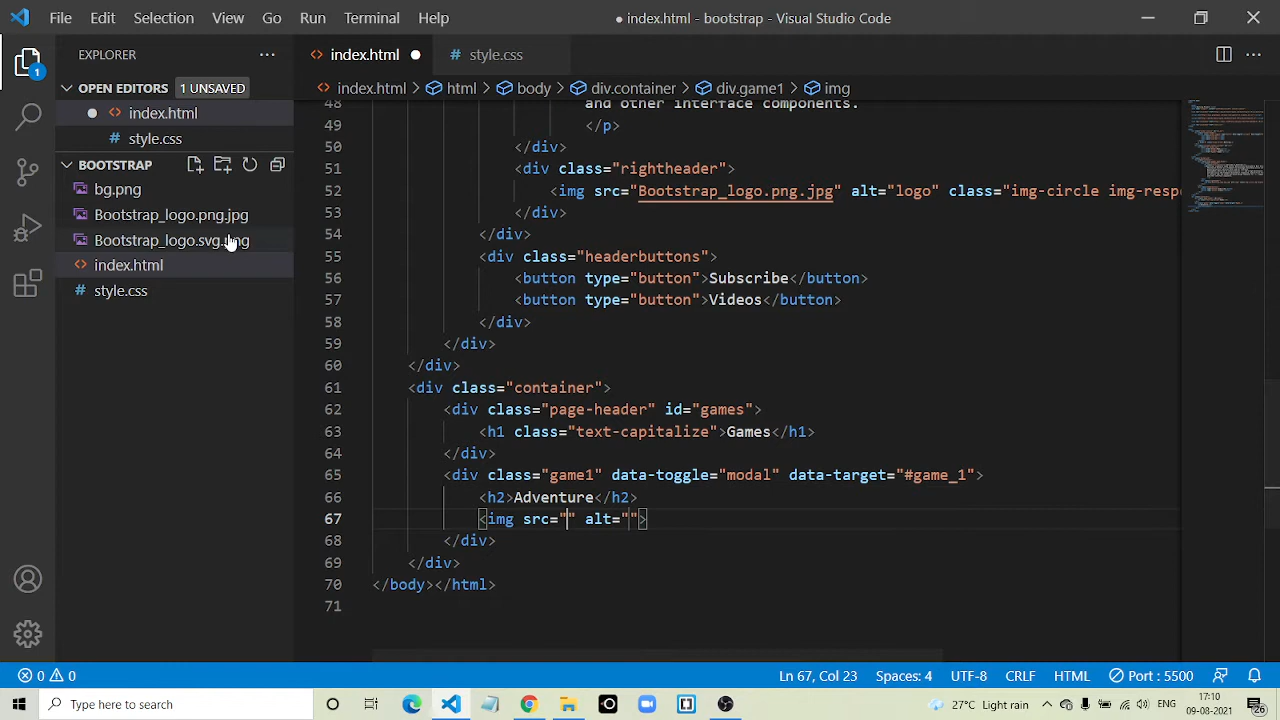 File Edit Selection View Go Run Terminal Help
● index.html - bootstrap - Visual Studio Code
EXPLORER
index.html
style.css
OPEN EDITORS 1 UNSAVED
index.html > html > body > div.container > div.game1 > img
index.html
style.css
BOOTSTRAP
bg.png
Bootstrap_logo.png.jpg
Bootstrap_logo.svg.png
index.html
style.css
1
48 and other interface components.
49 </p>
50 </div>
51 <div class="rightheader">
52 <img src="Bootstrap_logo.png.jpg" alt="logo" class="img-circle img-resp
53 </div>
54 </div>
55 <div class="headerbuttons">
56 <button type="button">Subscribe</button>
57 <button type="button">Videos</button>
58 </div>
59 </div>
60 </div>
61 <div class="container">
62 <div class="page-header" id="games">
63 <h1 class="text-capitalize">Games</h1>
64 </div>
65 <div class="game1" data-toggle="modal" data-target="#game_1">
66 <h2>Adventure</h2>
67 <img src="" alt="">
68 </div>
69 </div>
70 </body></html>
71
0 0 Ln 67, Col 23 Spaces: 4 UTF-8 CRLF HTML Port : 5500
Type here to search
27°C Light rain ENG
17:10
09-08-2021